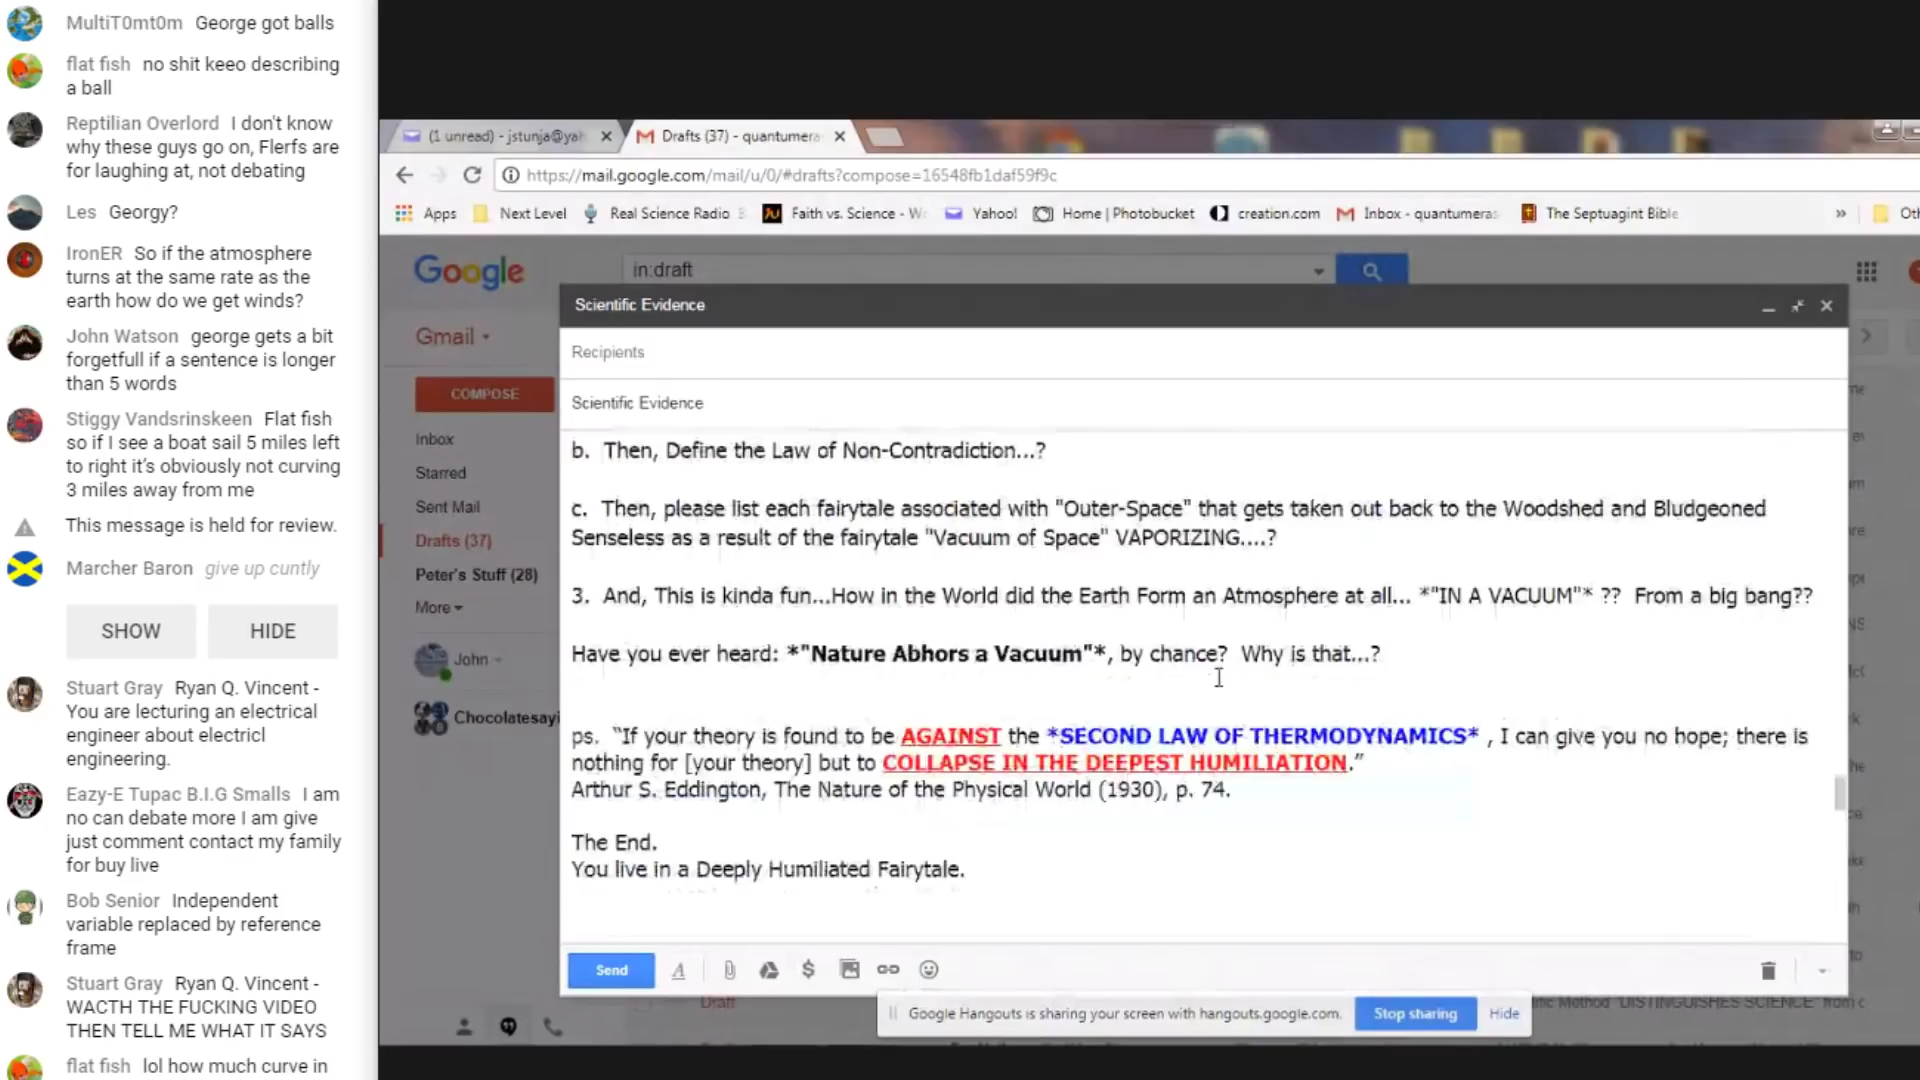 MultiT0mt0m George got balls
flat fish no shit keeo describing
a ball
Reptilian Overlord I don't know
why these guys go on, Flerfs are
for laughing at, not debating
Les Georgy?
IronER So if the atmosphere
turns at the same rate as the
earth how do we get winds?
John Watson george gets a bit
forgetfull if a sentence is longer
than 5 words
Stiggy Vandsrinskeen Flat fish
so if I see a boat sail 5 miles left
to right it's obviously not curving
3 miles away from me
This message is held for review.
Marcher Baron give up cuntly
SHOW HIDE
Stuart Gray Ryan Q. Vincent -
You are lecturing an electrical
engineer about electricl
engineering.
Eazy-E Tupac B.I.G Smalls I am
no can debate more I am give
just comment contact my family
for buy live
Bob Senior Independent
variable replaced by reference
frame
Stuart Gray Ryan Q. Vincent -
WACTH THE FUCKING VIDEO
THEN TELL ME WHAT IT SAYS
flat fish lol how much curve in
(1 unread) - jstunja@yah
Drafts (37) - quantumera
https://mail.google.com/mail/u/0/#drafts?compose=16548fb1daf59f9c
Apps Next Level Real Science Radio Faith vs. Science - W Yahoo! Home | Photobucket creation.com Inbox - quantumeras The Septuagint Bible » Oth
Google
in:draft
Gmail
COMPOSE
Inbox
Starred
Sent Mail
Drafts (37)
Peter's Stuff (28)
More
John
Chocolatesayi
Scientific Evidence
Recipients
Scientific Evidence
b. Then, Define the Law of Non-Contradiction...?
c. Then, please list each fairytale associated with "Outer-Space" that gets taken out back to the Woodshed and Bludgeoned
Senseless as a result of the fairytale "Vacuum of Space" VAPORIZING....?
3. And, This is kinda fun...How in the World did the Earth Form an Atmosphere at all... *"IN A VACUUM"* ?? From a big bang??
Have you ever heard: *"Nature Abhors a Vacuum"*, by chance? Why is that...?
ps. “If your theory is found to be AGAINST the *SECOND LAW OF THERMODYNAMICS* , I can give you no hope; there is
nothing for [your theory] but to COLLAPSE IN THE DEEPEST HUMILIATION.”
Arthur S. Eddington, The Nature of the Physical World (1930), p. 74.
The End.
You live in a Deeply Humiliated Fairytale.
Send
Draft
Google Hangouts is sharing your screen with hangouts.google.com. Stop sharing Hide
Method "DISTINGUISHES SCIENCE" from